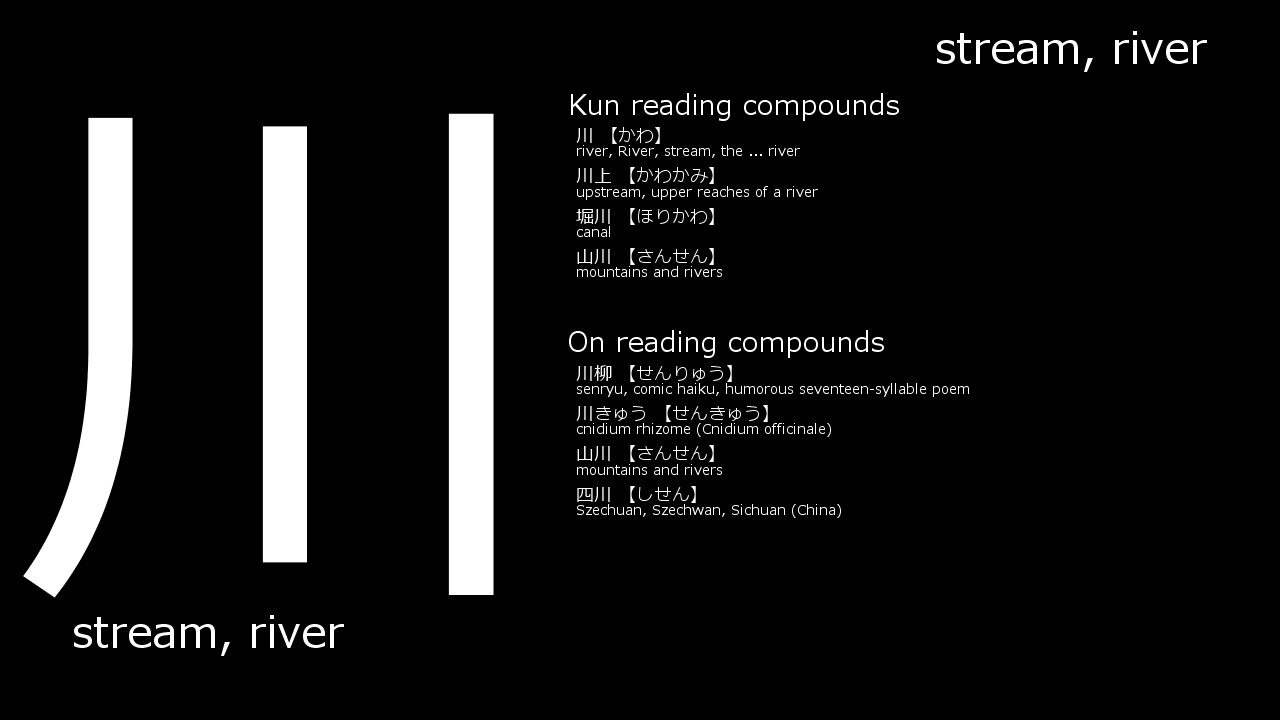 stream, river
川
stream, river
Kun reading compounds
川 【かわ】
river, River, stream, the ... river
川上 【かわかみ】
upstream, upper reaches of a river
堀川 【ほりかわ】
canal
山川 【さんせん】
mountains and rivers
On reading compounds
川柳 【せんりゅう】
senryu, comic haiku, humorous seventeen-syllable poem
川きゅう 【せんきゅう】
cnidium rhizome (Cnidium officinale)
山川 【さんせん】
mountains and rivers
四川 【しせん】
Szechuan, Szechwan, Sichuan (China)